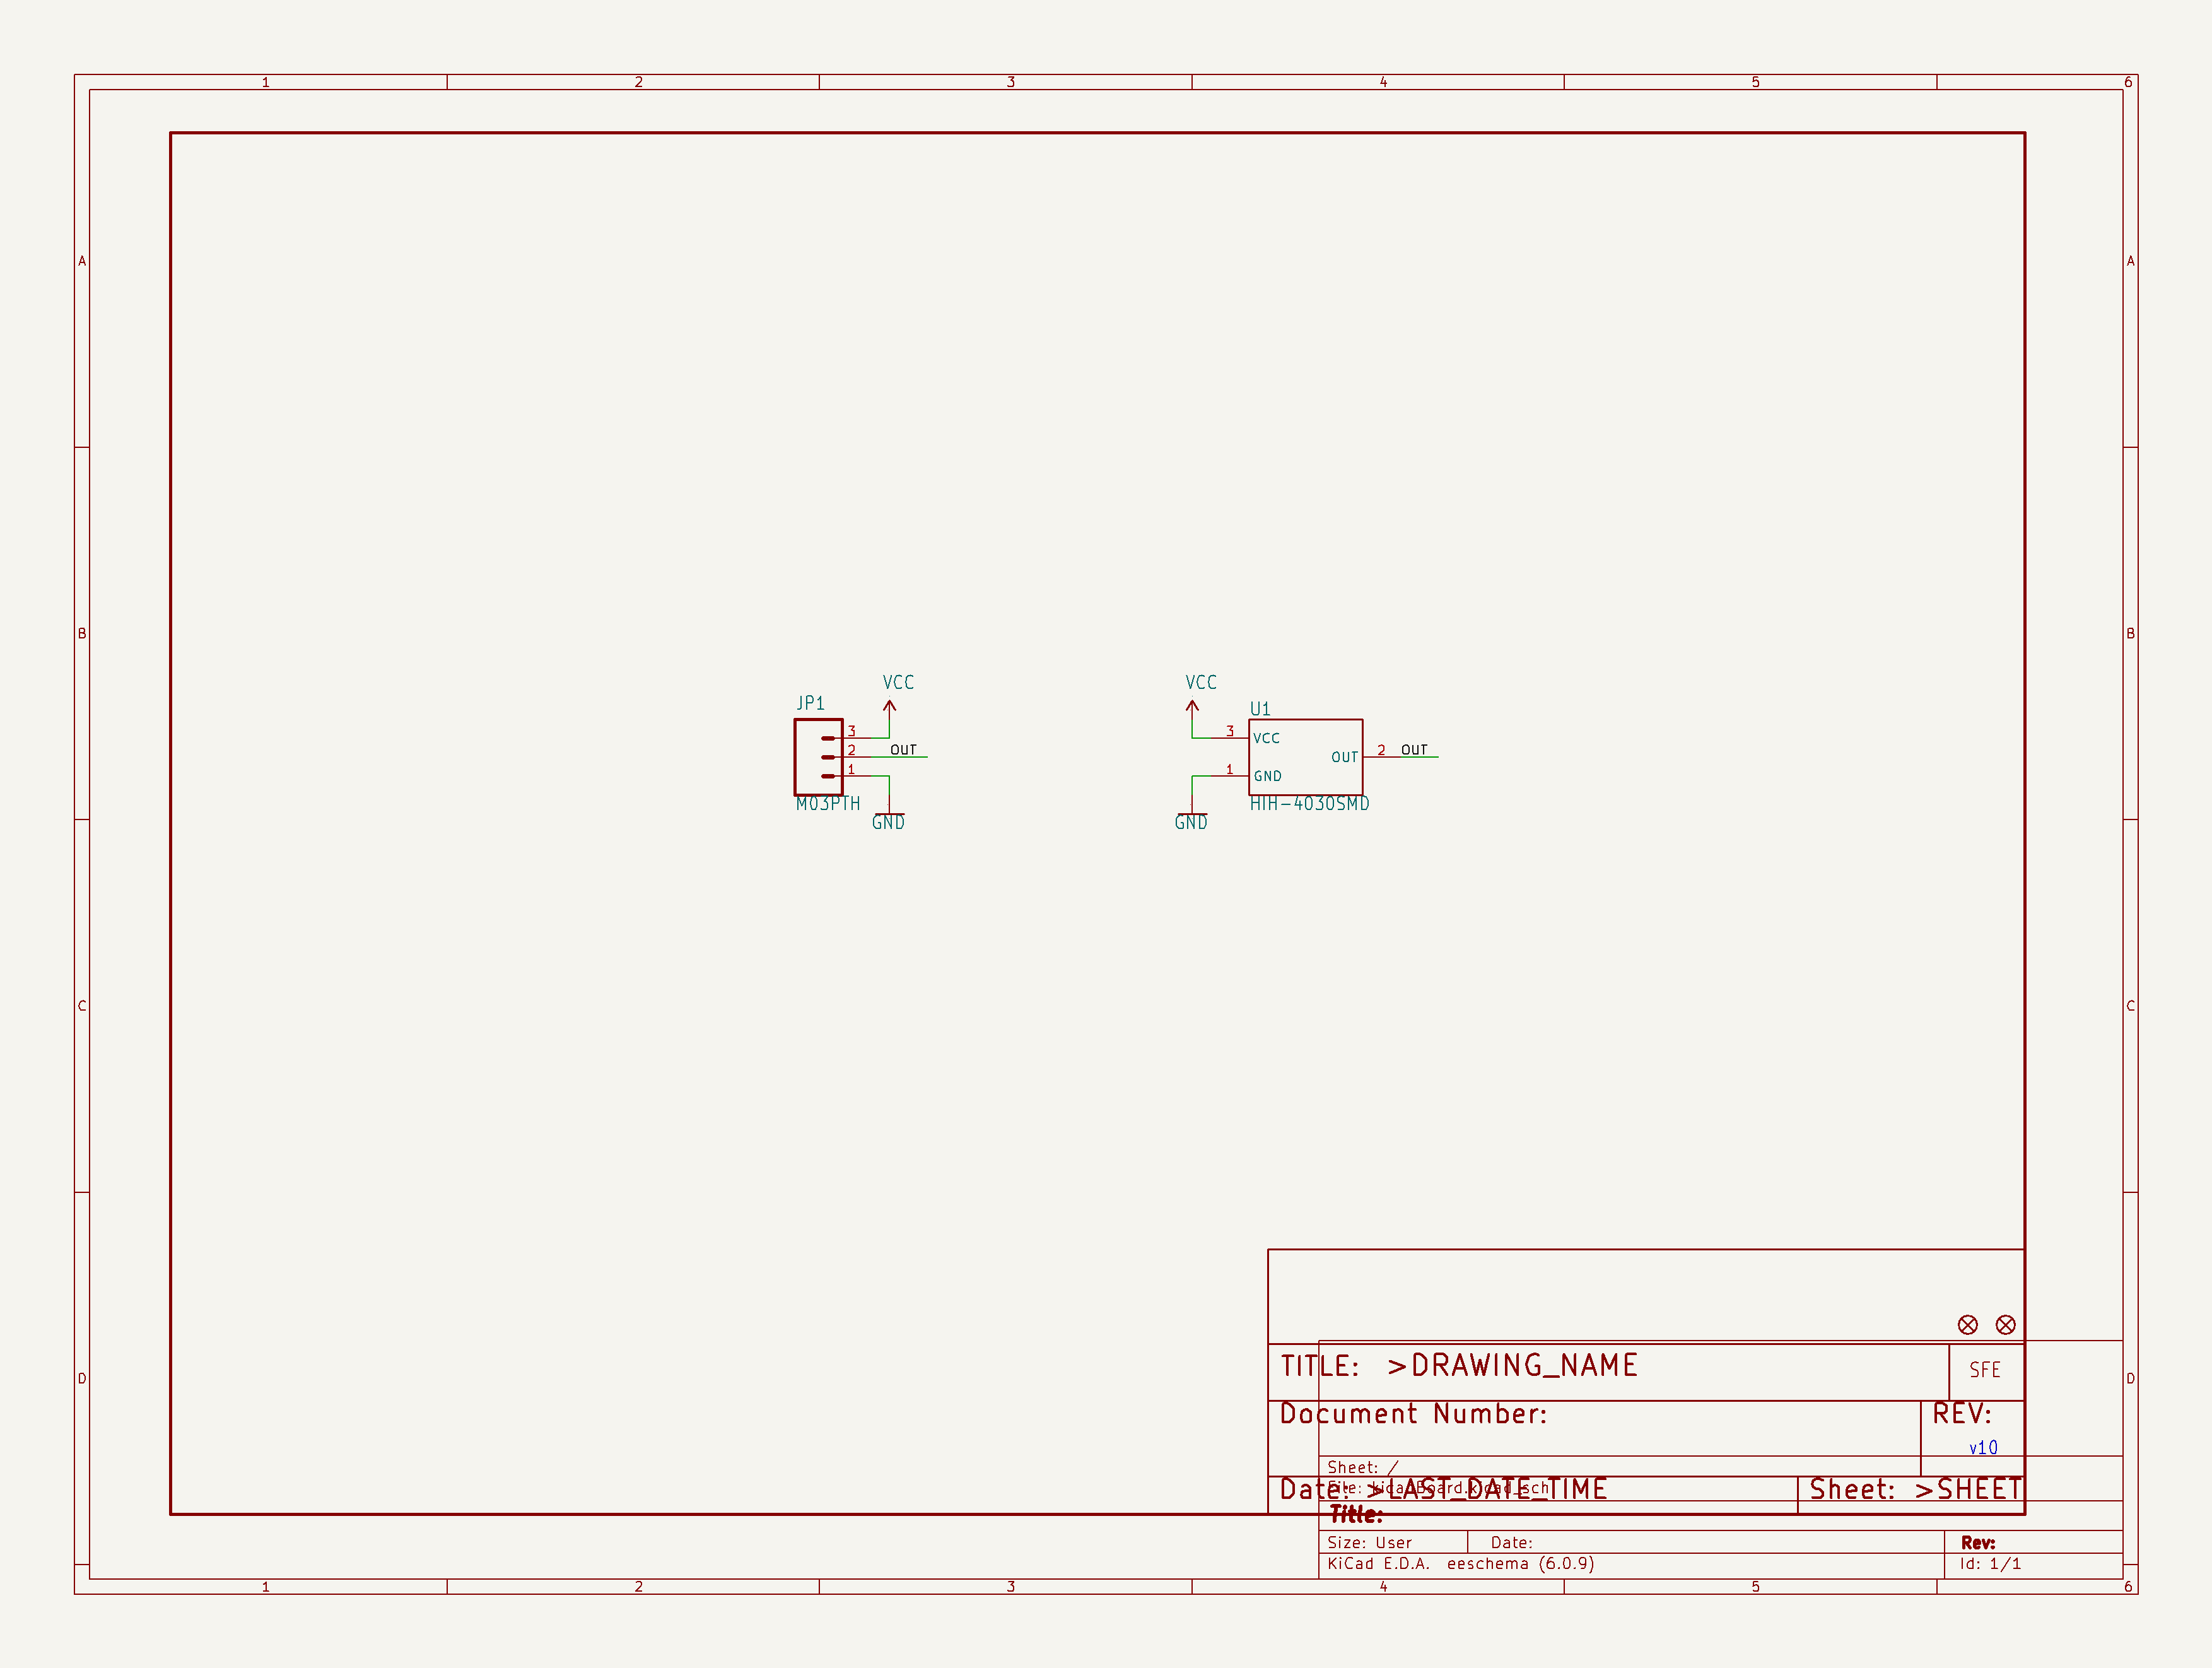 1 2 3 4 5 6
A A
B B
VCC VCC
JP1 U1
3 3 VCC
2 OUT OUT 2 OUT
1 1 GND
M03PTH HIH-4030SMD
GND GND
C C
TITLE: >DRAWING_NAME SFE
D D
Document Number: REV:
v10
Sheet: /
File: kicadBoard.kicad_sch
Date: >LAST_DATE_TIME Sheet: >SHEET
Title:
Size: User Date: Rev:
KiCad E.D.A. eeschema (6.0.9) Id: 1/1
1 2 3 4 5 6